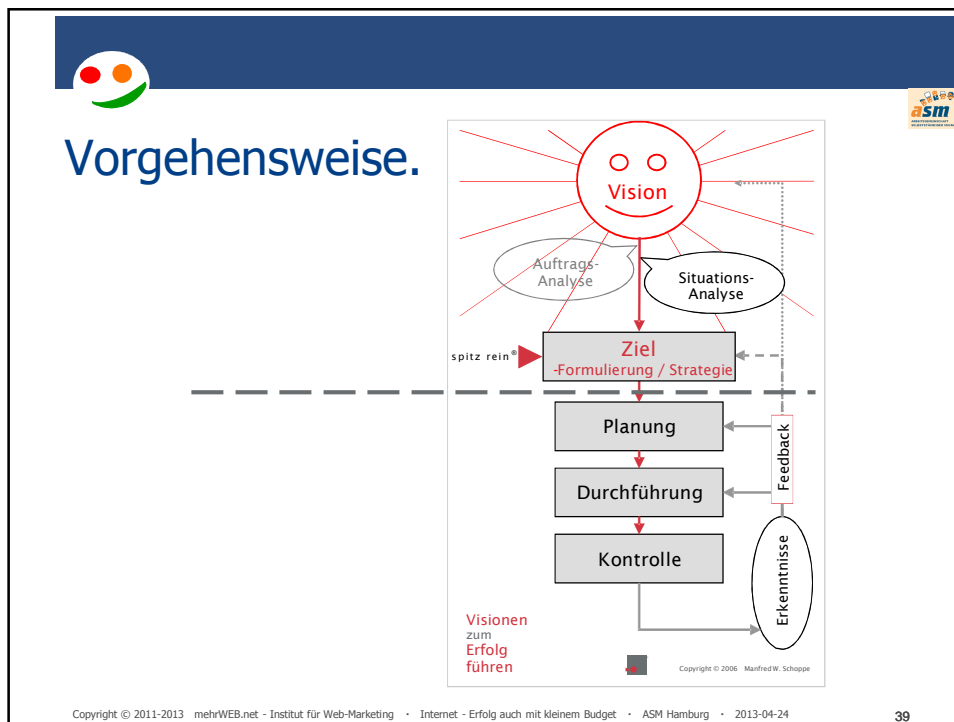 asm
Vorgehensweise.
Vision
Auftrags-
Analyse
Situations-
Analyse
spitz rein®
Ziel
-Formulierung / Strategie
Planung
Durchführung
Kontrolle
Feedback
Erkenntnisse
Visionen
zum
Erfolg
führen
Copyright © 2006 Manfred W. Schoppe
Copyright © 2011-2013 mehrWEB.net - Institut für Web-Marketing · Internet - Erfolg auch mit kleinem Budget · ASM Hamburg · 2013-04-24
39